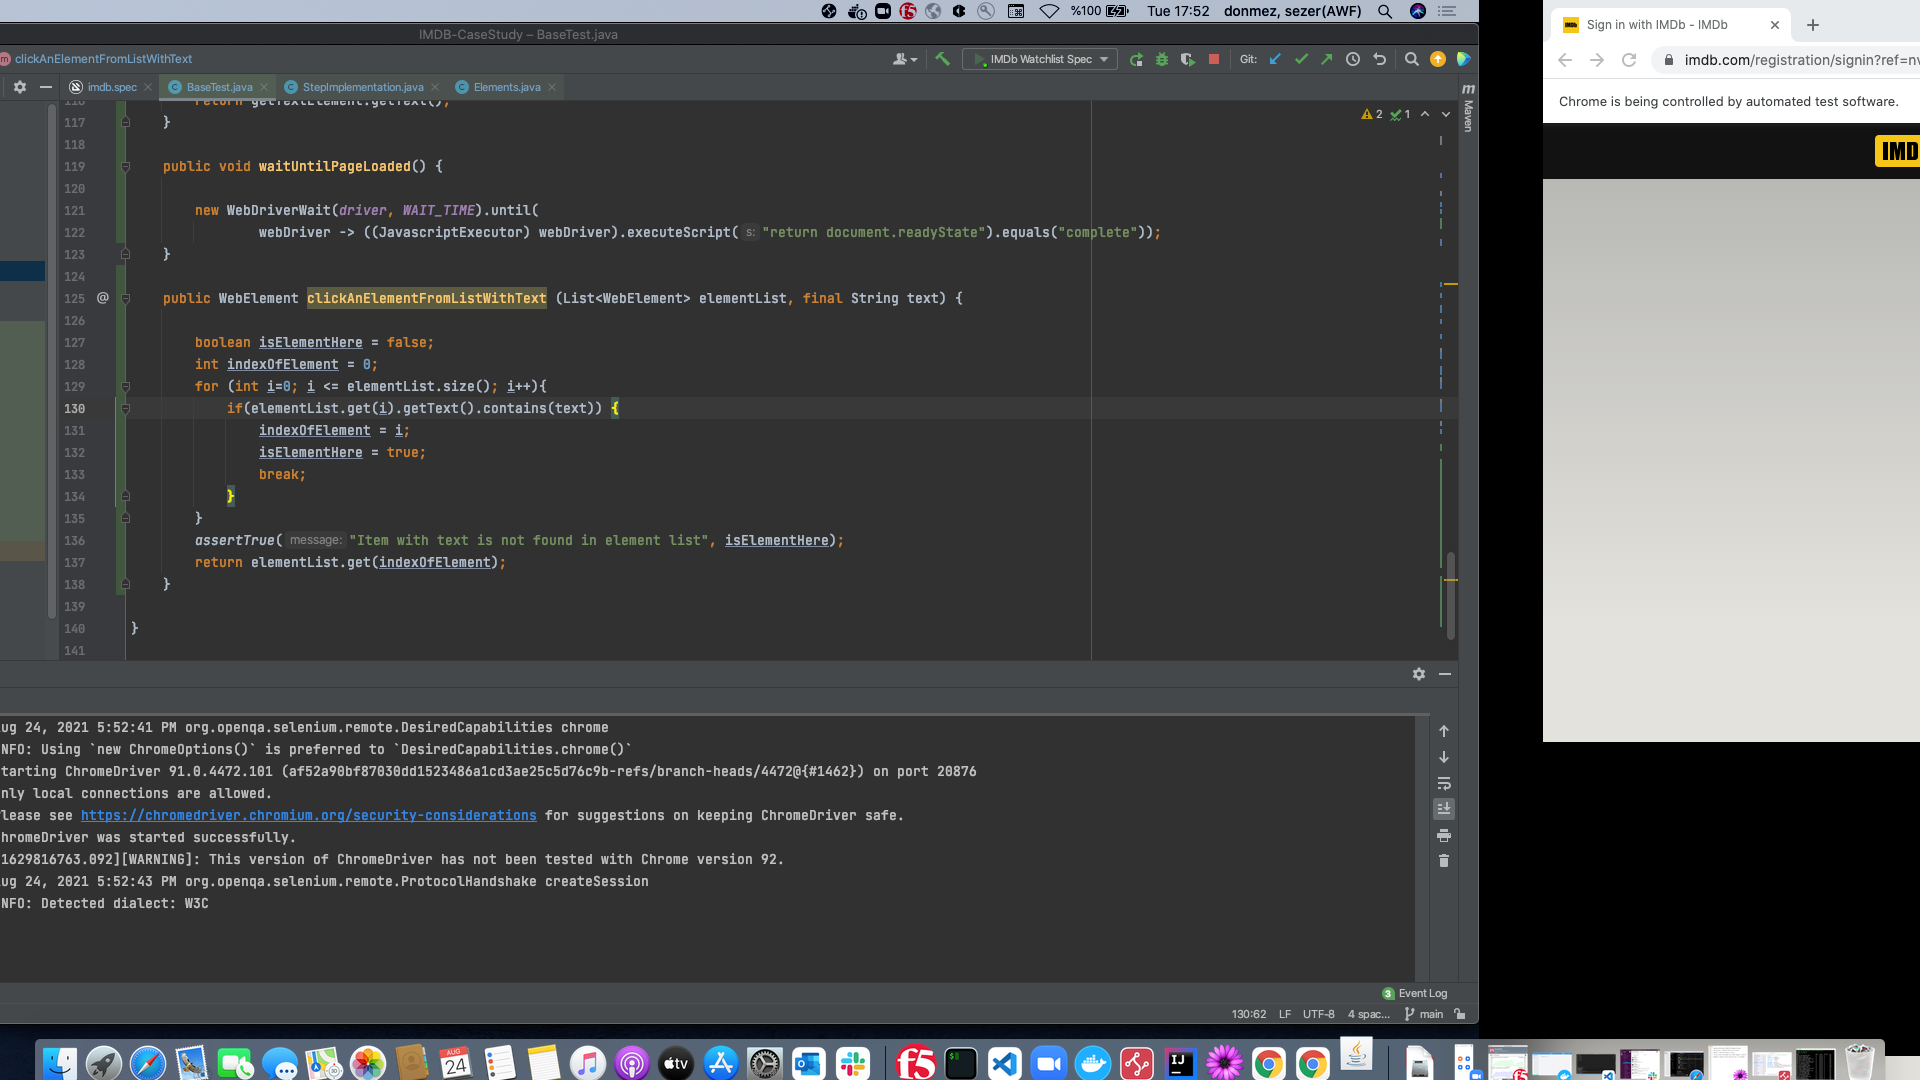 %100
Tue 17:52
donmez, sezer(AWF)
IMDB-CaseStudy – BaseTest.java
clickAnElementFromListWithText
IMDb Watchlist Spec
Git:
imdb.spec
BaseTest.java
StepImplementation.java
Elements.java
Maven
2
1
116 return getTextElement.getText();
117 }
118
119 public void waitUntilPageLoaded() {
120
121 new WebDriverWait(driver, WAIT_TIME).until(
122 webDriver -> ((JavascriptExecutor) webDriver).executeScript( s: "return document.readyState").equals("complete"));
123 }
124
125 @ public WebElement clickAnElementFromListWithText (List<WebElement> elementList, final String text) {
126
127 boolean isElementHere = false;
128 int indexOfElement = 0;
129 for (int i=0; i <= elementList.size(); i++){
130 if(elementList.get(i).getText().contains(text)) {
131 indexOfElement = i;
132 isElementHere = true;
133 break;
134 }
135 }
136 assertTrue( message: "Item with text is not found in element list", isElementHere);
137 return elementList.get(indexOfElement);
138 }
139
140 }
141
ug 24, 2021 5:52:41 PM org.openqa.selenium.remote.DesiredCapabilities chrome
NFO: Using `new ChromeOptions()` is preferred to `DesiredCapabilities.chrome()`
tarting ChromeDriver 91.0.4472.101 (af52a90bf87030dd1523486a1cd3ae25c5d76c9b-refs/branch-heads/4472@{#1462}) on port 20876
nly local connections are allowed.
lease see https://chromedriver.chromium.org/security-considerations for suggestions on keeping ChromeDriver safe.
hromeDriver was started successfully.
1629816763.092][WARNING]: This version of ChromeDriver has not been tested with Chrome version 92.
ug 24, 2021 5:52:43 PM org.openqa.selenium.remote.ProtocolHandshake createSession
NFO: Detected dialect: W3C
3 Event Log
130:62
LF
UTF-8
4 spac...
main
Sign in with IMDb - IMDb
imdb.com/registration/signin?ref=nv
Chrome is being controlled by automated test software.
IMD
AUG
24
tv
IJ